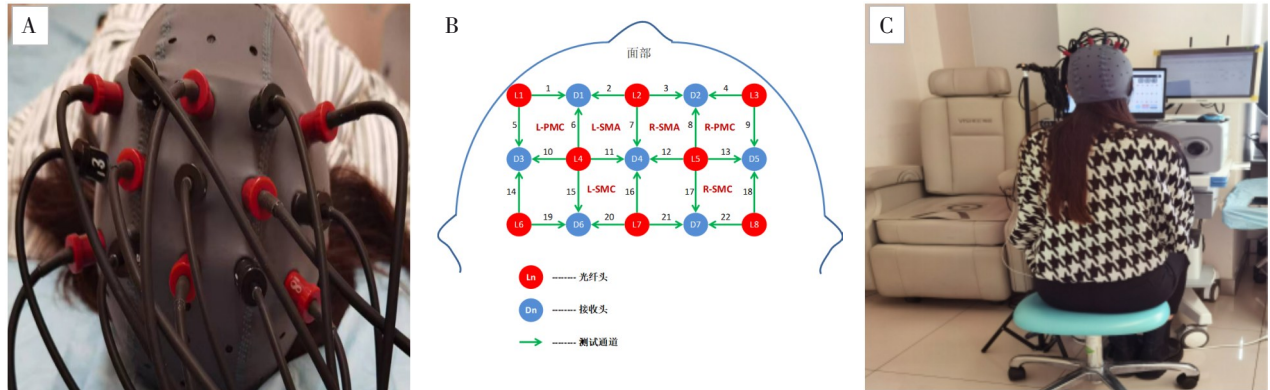 A
B
C
面部
L1 1 D1 2 L2 3 D2 4 L3
5 L-PMC 6 L-SMA 7 R-SMA 8 R-PMC 9
D3 10 L4 11 D4 12 L5 13 D5
14 15 L-SMC 16 17 R-SMC 18
L6 19 D6 20 L7 21 D7 22 L8
Ln -------- 光纤头
Dn -------- 接收头
-------- 测试通道